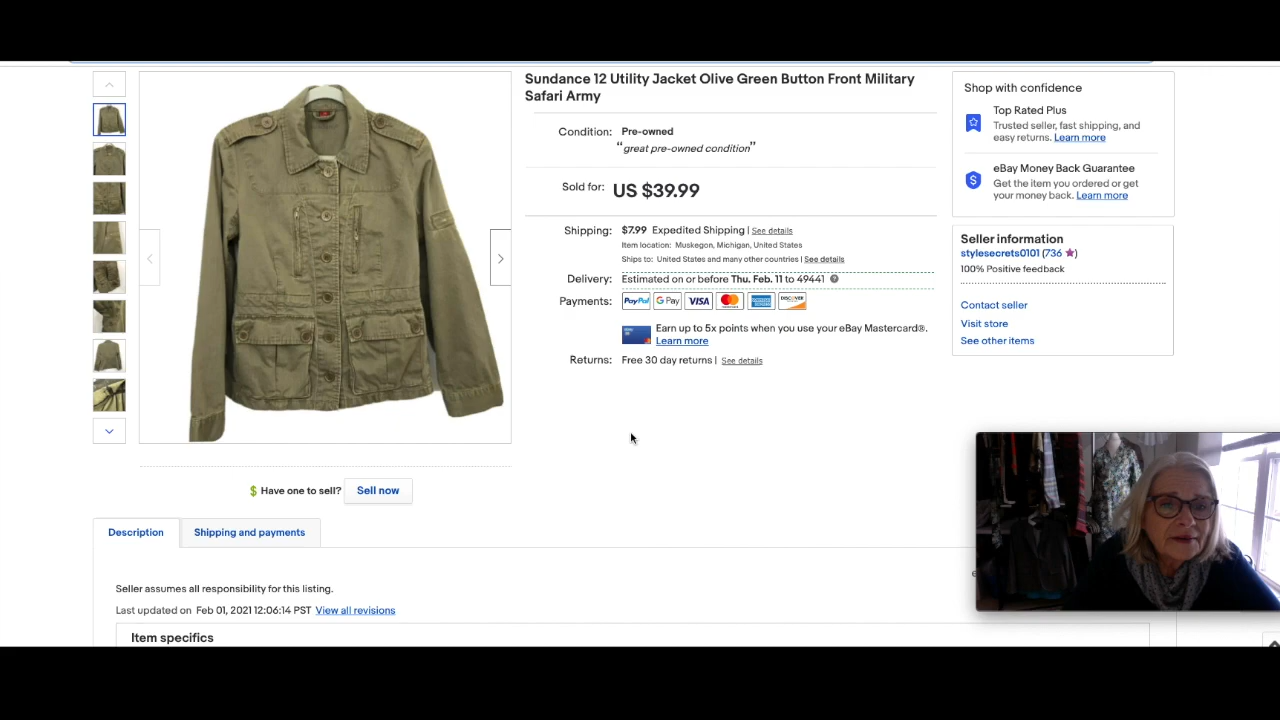 Sundance 12 Utility Jacket Olive Green Button Front Military
Safari Army
Condition: Pre-owned
“great pre-owned condition”
Sold for: US $39.99
Shipping: $7.99 Expedited Shipping | See details
Item location: Muskegon, Michigan, United States
Ships to: United States and many other countries | See details
Delivery: Estimated on or before Thu. Feb. 11 to 49441
Payments: PayPal G Pay VISA DISCOVER
Earn up to 5x points when you use your eBay Mastercard®.
Learn more
Returns: Free 30 day returns | See details
Shop with confidence
Top Rated Plus
Trusted seller, fast shipping, and
easy returns. Learn more
eBay Money Back Guarantee
Get the item you ordered or get
your money back. Learn more
Seller information
stylesecrets0101 (736)
100% Positive feedback
Contact seller
Visit store
See other items
$ Have one to sell? Sell now
Description
Shipping and payments
Seller assumes all responsibility for this listing.
Last updated on Feb 01, 2021 12:06:14 PST View all revisions
Item specifics